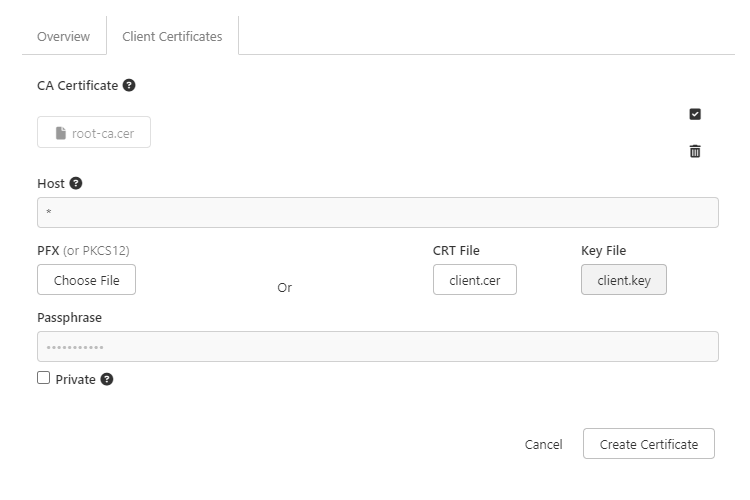 Overview Client Certificates
CA Certificate ?
root-ca.cer
Host ?
*
PFX (or PKCS12) CRT File Key File
Choose File Or client.cer client.key
Passphrase
•••••••••••
Private ?
Cancel Create Certificate